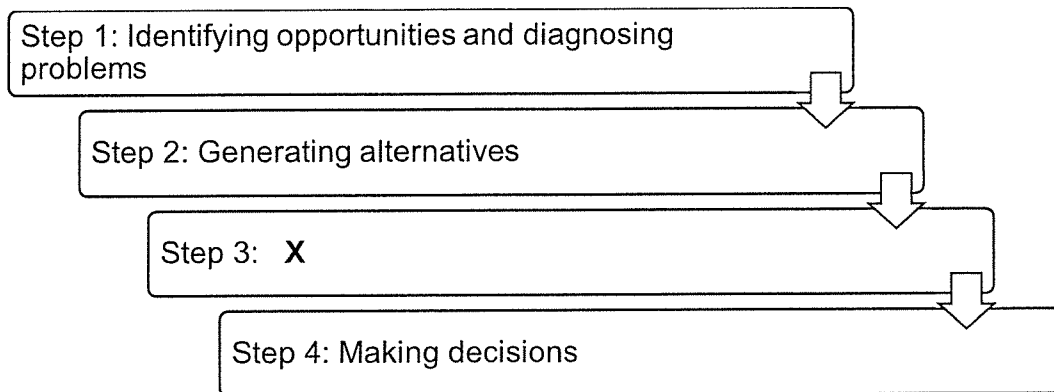 Step 1: Identifying opportunities and diagnosing
problems
Step 2: Generating alternatives
Step 3: X
Step 4: Making decisions